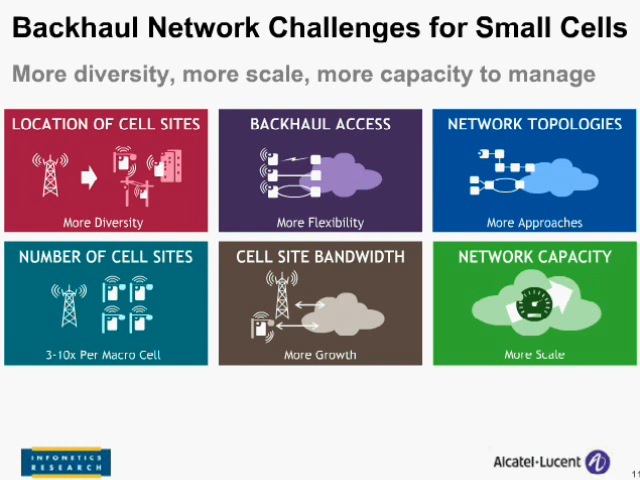 Backhaul Network Challenges for Small Cells
More diversity, more scale, more capacity to manage
LOCATION OF CELL SITES
More Diversity
BACKHAUL ACCESS
More Flexibility
NETWORK TOPOLOGIES
More Approaches
NUMBER OF CELL SITES
3-10x Per Macro Cell
CELL SITE BANDWIDTH
More Growth
NETWORK CAPACITY
More Scale
INFONETICS
RESEARCH
Alcatel·Lucent
11